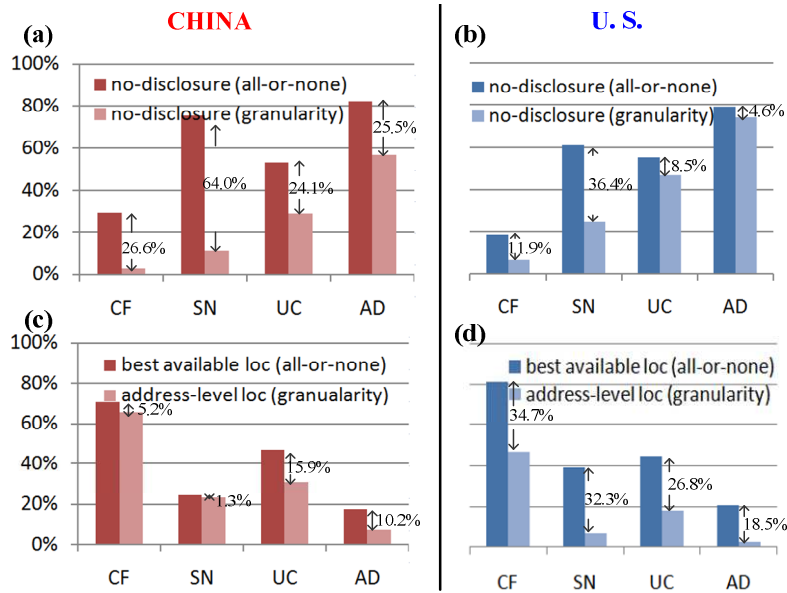 CHINA
U. S.
(a)
(b)
100%
80%
60%
40%
20%
0%
no-disclosure (all-or-none)
no-disclosure (granularity)
26.6%
64.0%
24.1%
25.5%
CF SN UC AD
no-disclosure (all-or-none)
no-disclosure (granularity)
11.9%
36.4%
8.5%
4.6%
CF SN UC AD
(c)
(d)
100%
80%
60%
40%
20%
0%
best available loc (all-or-none)
address-level loc (granualarity)
5.2%
1.3%
5.9%
10.2%
CF SN UC AD
best available loc (all-or-none)
address-level loc (granularity)
34.7%
32.3%
26.8%
18.5%
CF SN UC AD